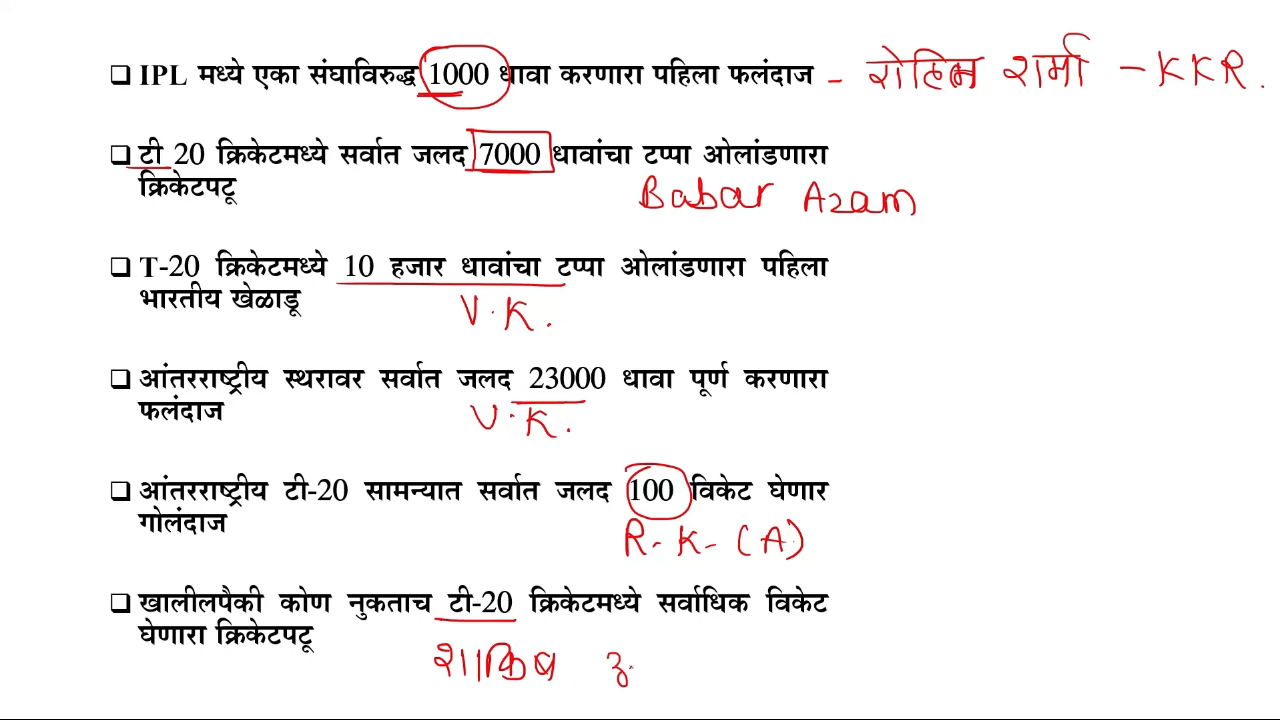 ❑ IPL मध्ये एका संघाविरुद्ध 1000 धावा करणारा पहिला फलंदाज - रोहित शर्मा - KKR.
❑ टी 20 क्रिकेटमध्ये सर्वात जलद 7000 धावांचा टप्पा ओलांडणारा
क्रिकेटपटू
Babar Azam
❑ T-20 क्रिकेटमध्ये 10 हजार धावांचा टप्पा ओलांडणारा पहिला
भारतीय खेळाडू
V.K.
❑ आंतरराष्ट्रीय स्थरावर सर्वात जलद 23000 धावा पूर्ण करणारा
फलंदाज
V.K.
❑ आंतरराष्ट्रीय टी-20 सामन्यात सर्वात जलद 100 विकेट घेणार
गोलंदाज
R-K-(A)
❑ खालीलपैकी कोण नुकताच टी-20 क्रिकेटमध्ये सर्वाधिक विकेट
घेणारा क्रिकेटपटू
शाकिब